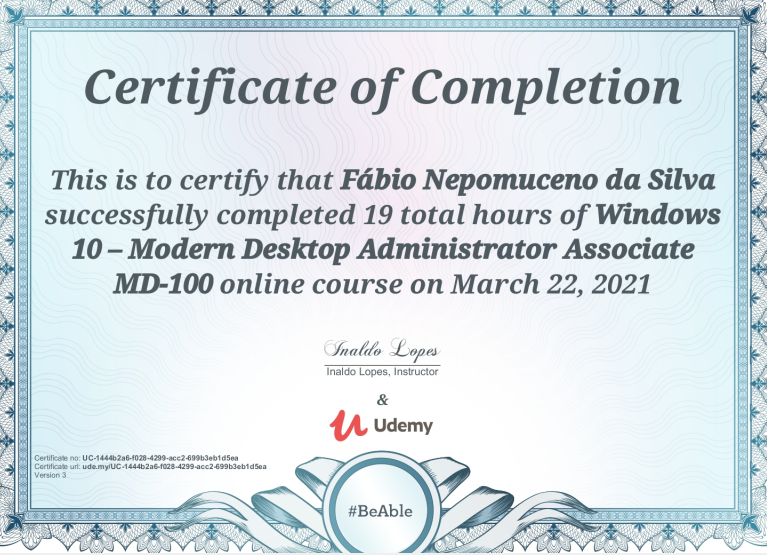 Certificate of Completion
This is to certify that Fábio Nepomuceno da Silva
successfully completed 19 total hours of Windows
10 – Modern Desktop Administrator Associate
MD-100 online course on March 22, 2021
Inaldo Lopes
Inaldo Lopes, Instructor
&
Udemy
Certificate no: UC-1444b2a6-f028-4299-acc2-699b3eb1d5ea
Certificate url: ude.my/UC-1444b2a6-f028-4299-acc2-699b3eb1d5ea
Version 3
#BeAble